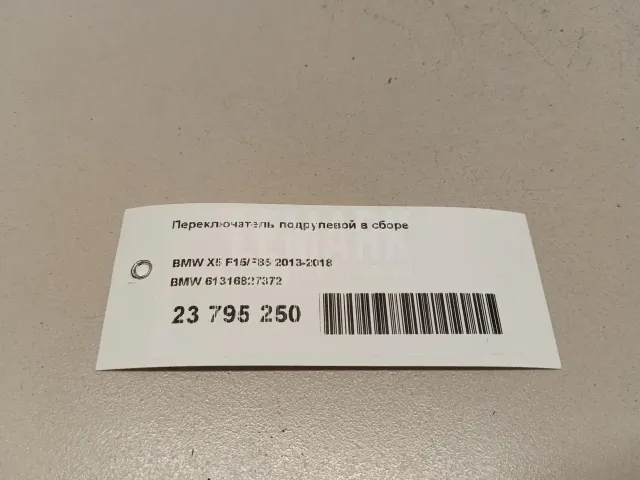 Переключатель подрулевой в сборе
BMW X5 F15/F85 2013-2018
BMW 61316827372
23 795 250